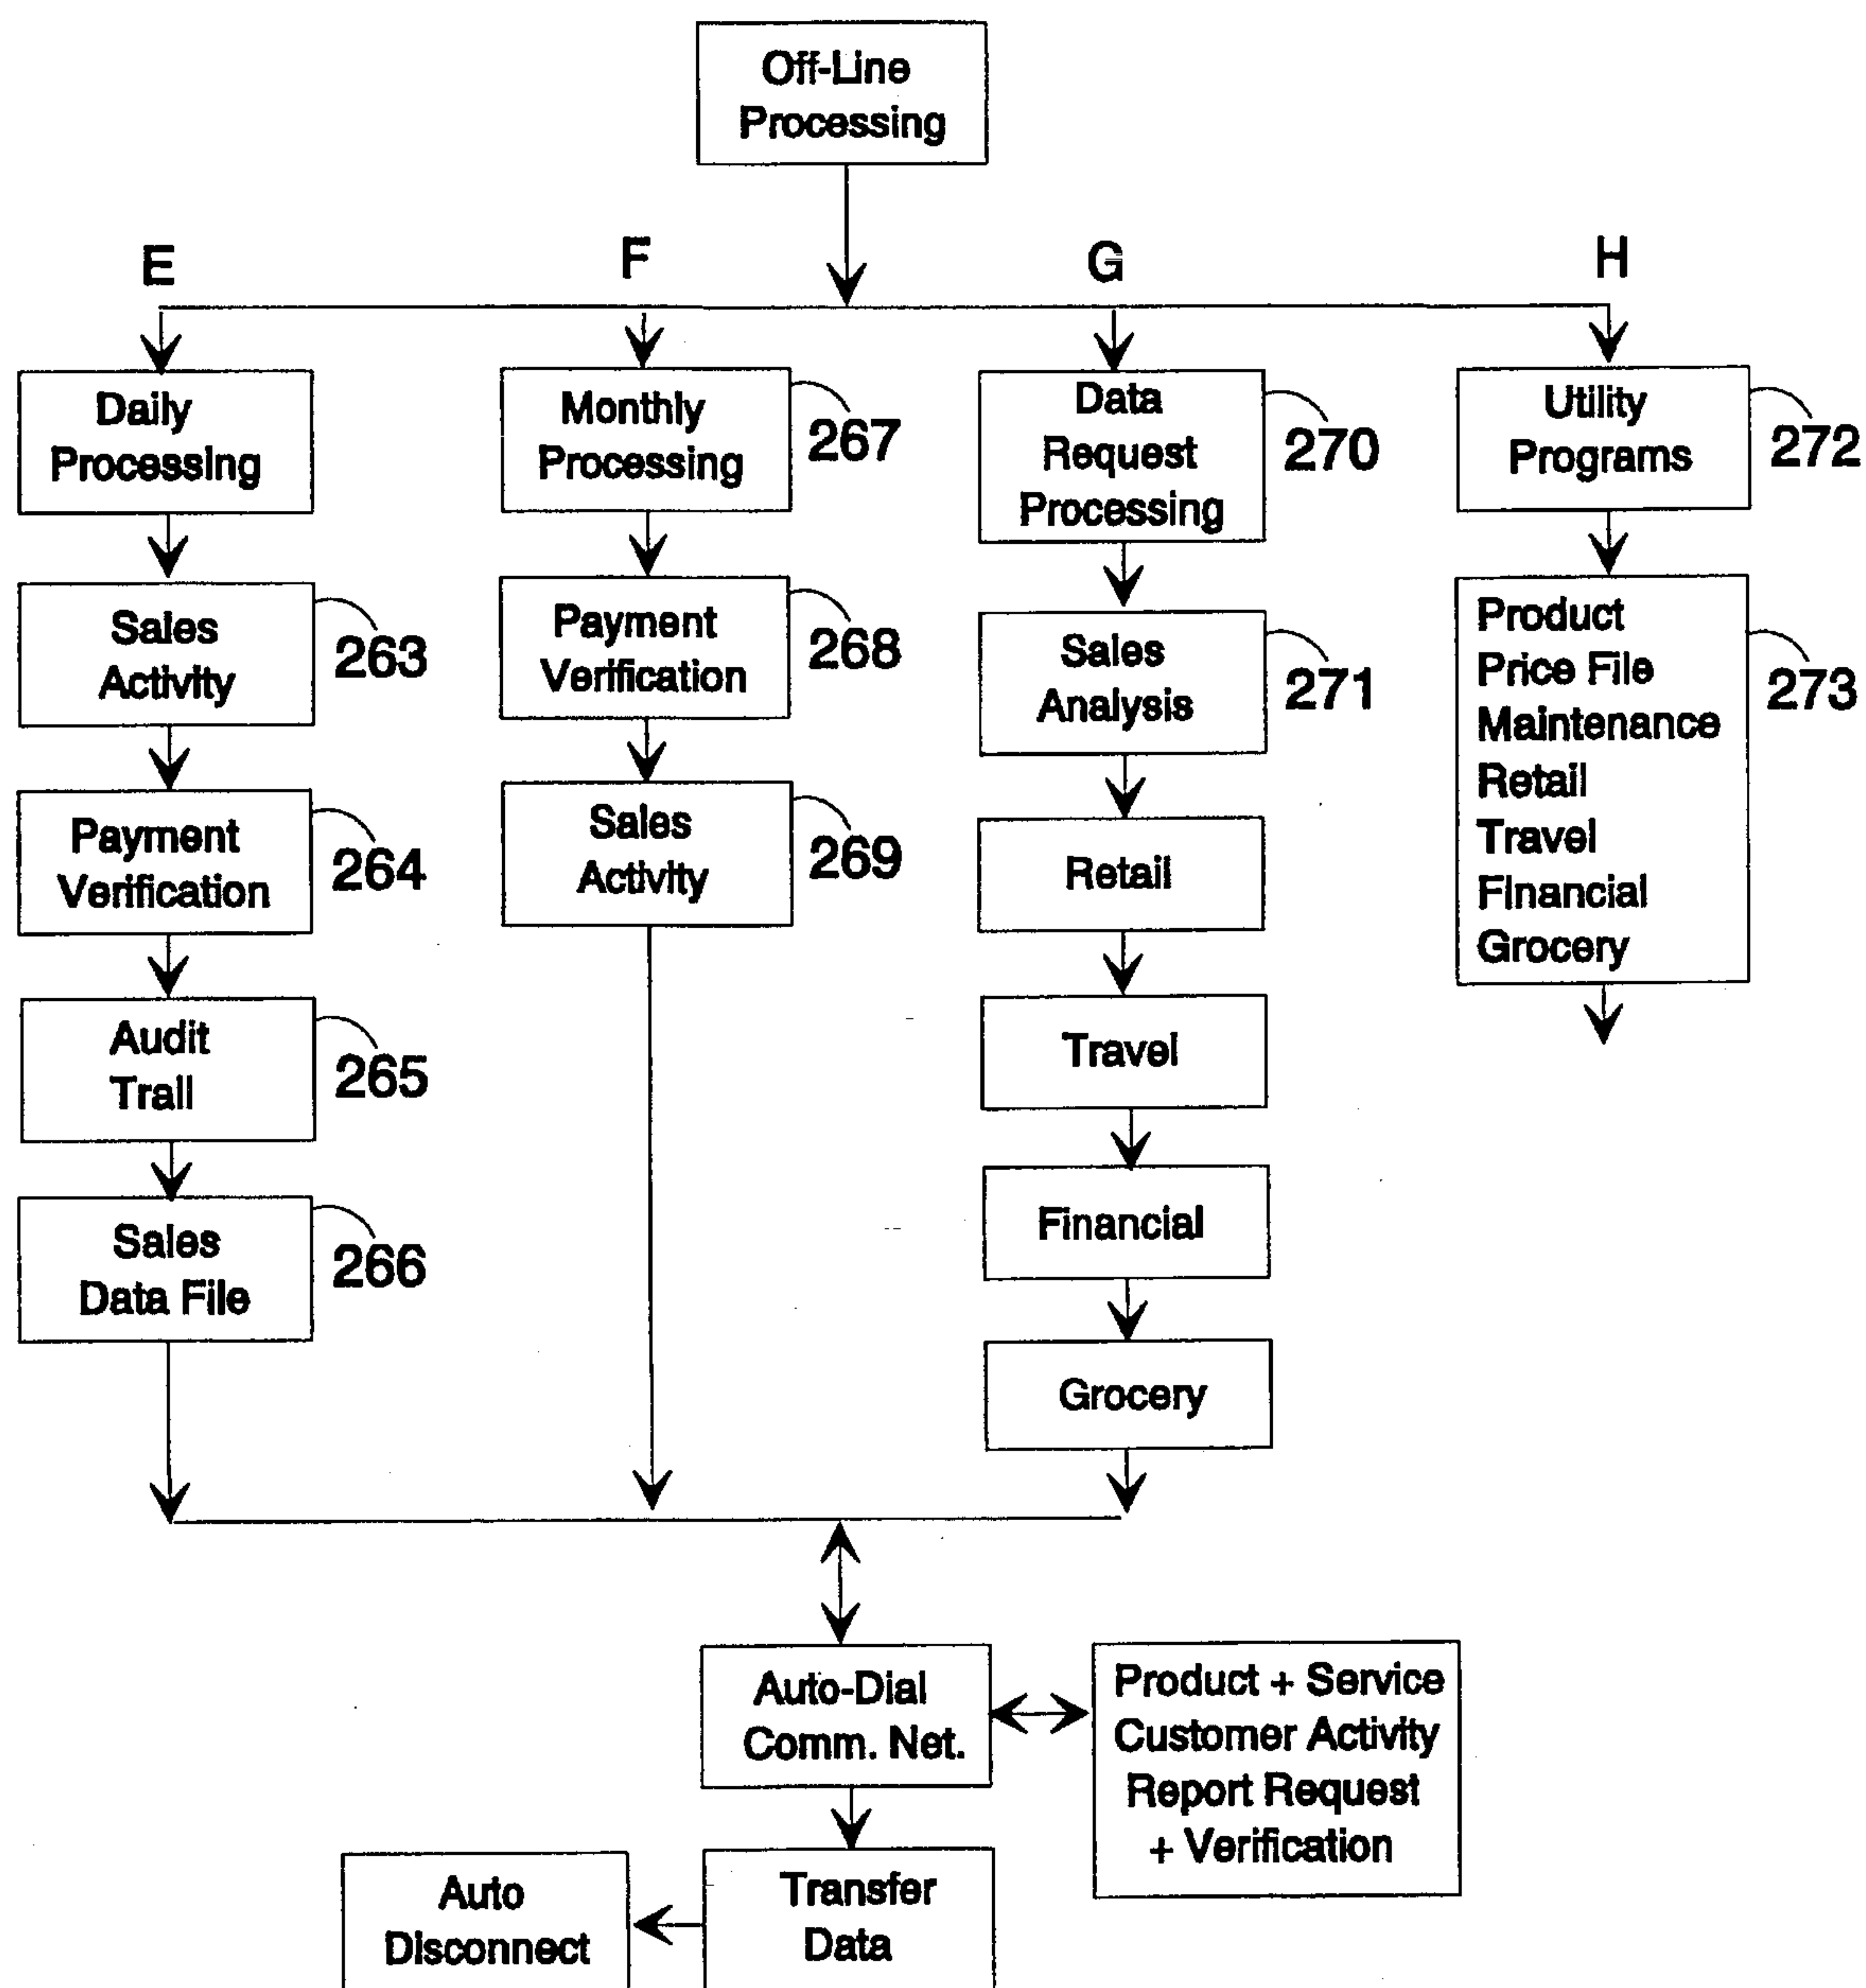 Off-Line
Processing
E
F
G
H
Daily
Processing
Sales
Activity
263
Payment
Verification
264
Audit
Trail
265
Sales
Data File
266
Monthly
Processing
267
Payment
Verification
268
Sales
Activity
269
Data
Request
Processing
270
Sales
Analysis
271
Retail
Travel
Financial
Grocery
Utility
Programs
272
Product
Price File
Maintenance
Retail
Travel
Financial
Grocery
273
Auto-Dial
Comm. Net.
Product + Service
Customer Activity
Report Request
+ Verification
Transfer
Data
Auto
Disconnect